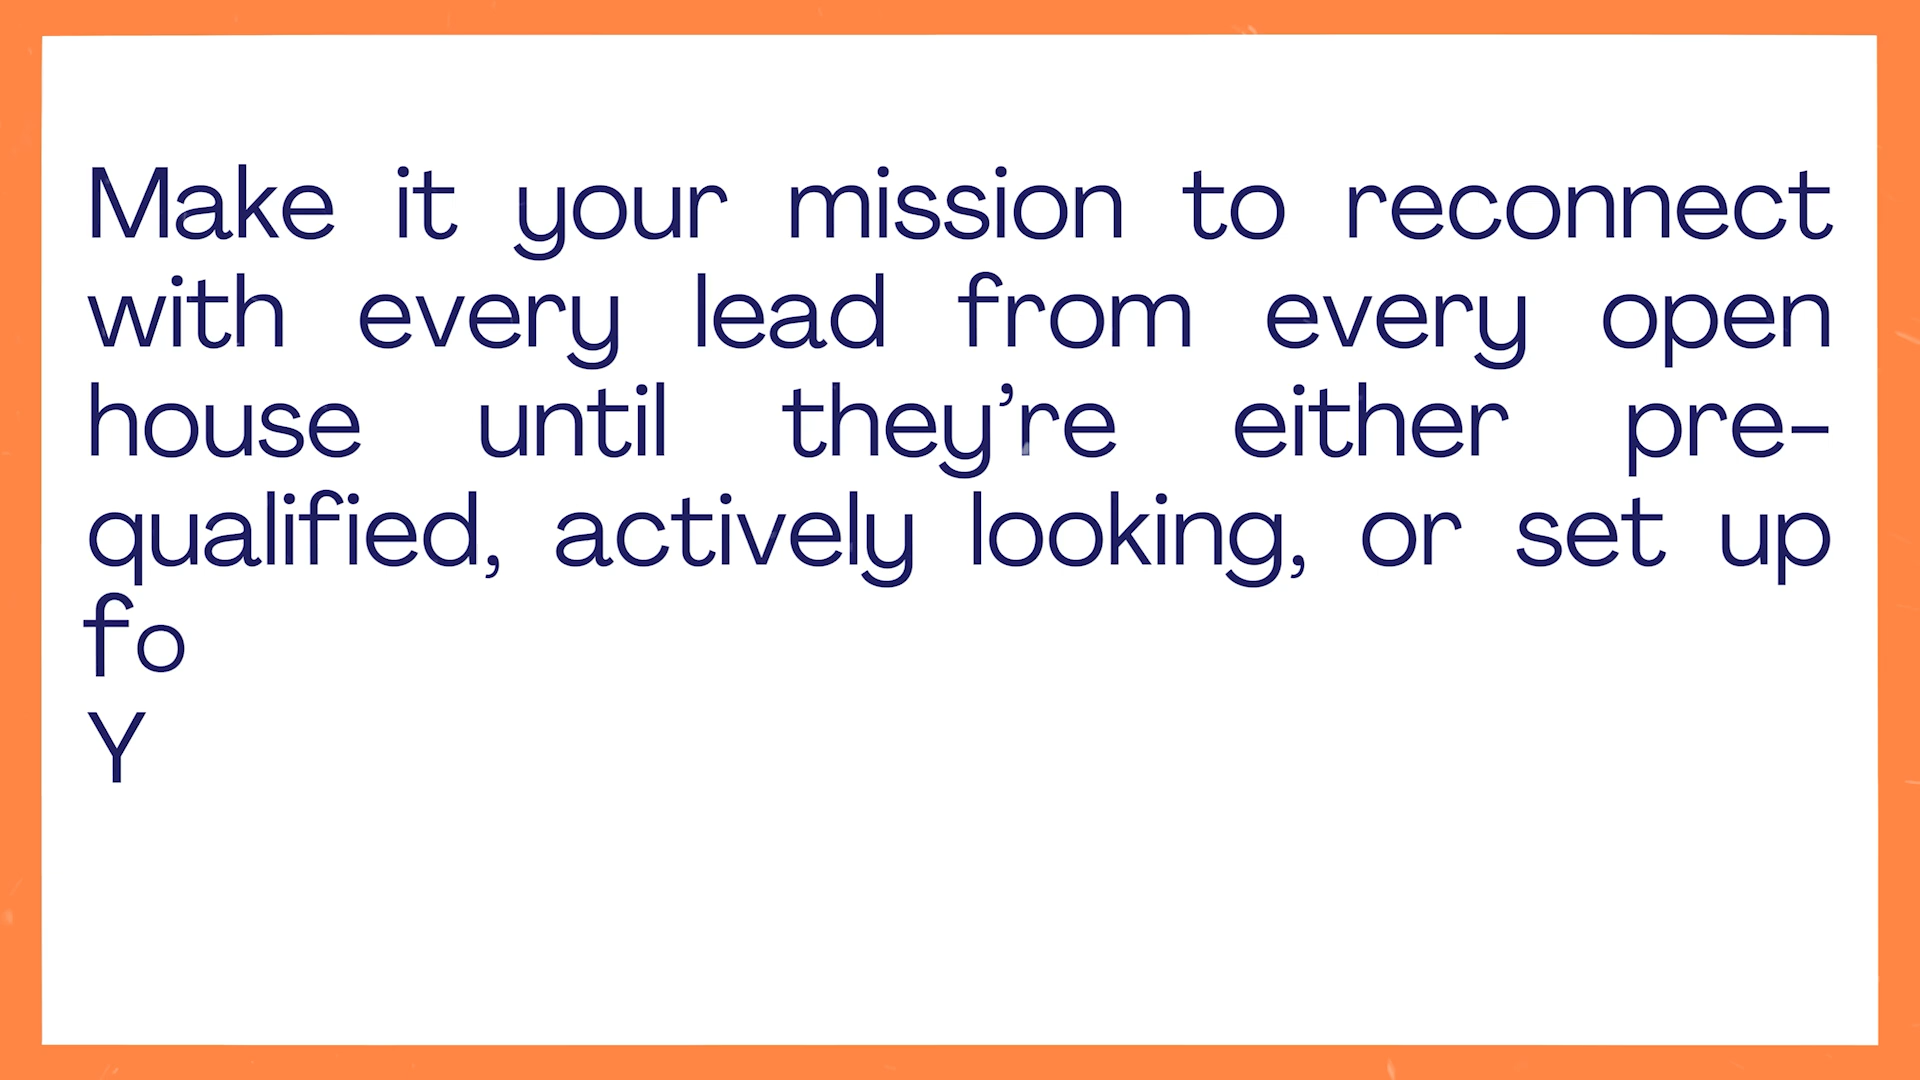 Make it your mission to reconnect
with every lead from every open
house until they’re either pre-
qualified, actively looking, or set up
fo
Y